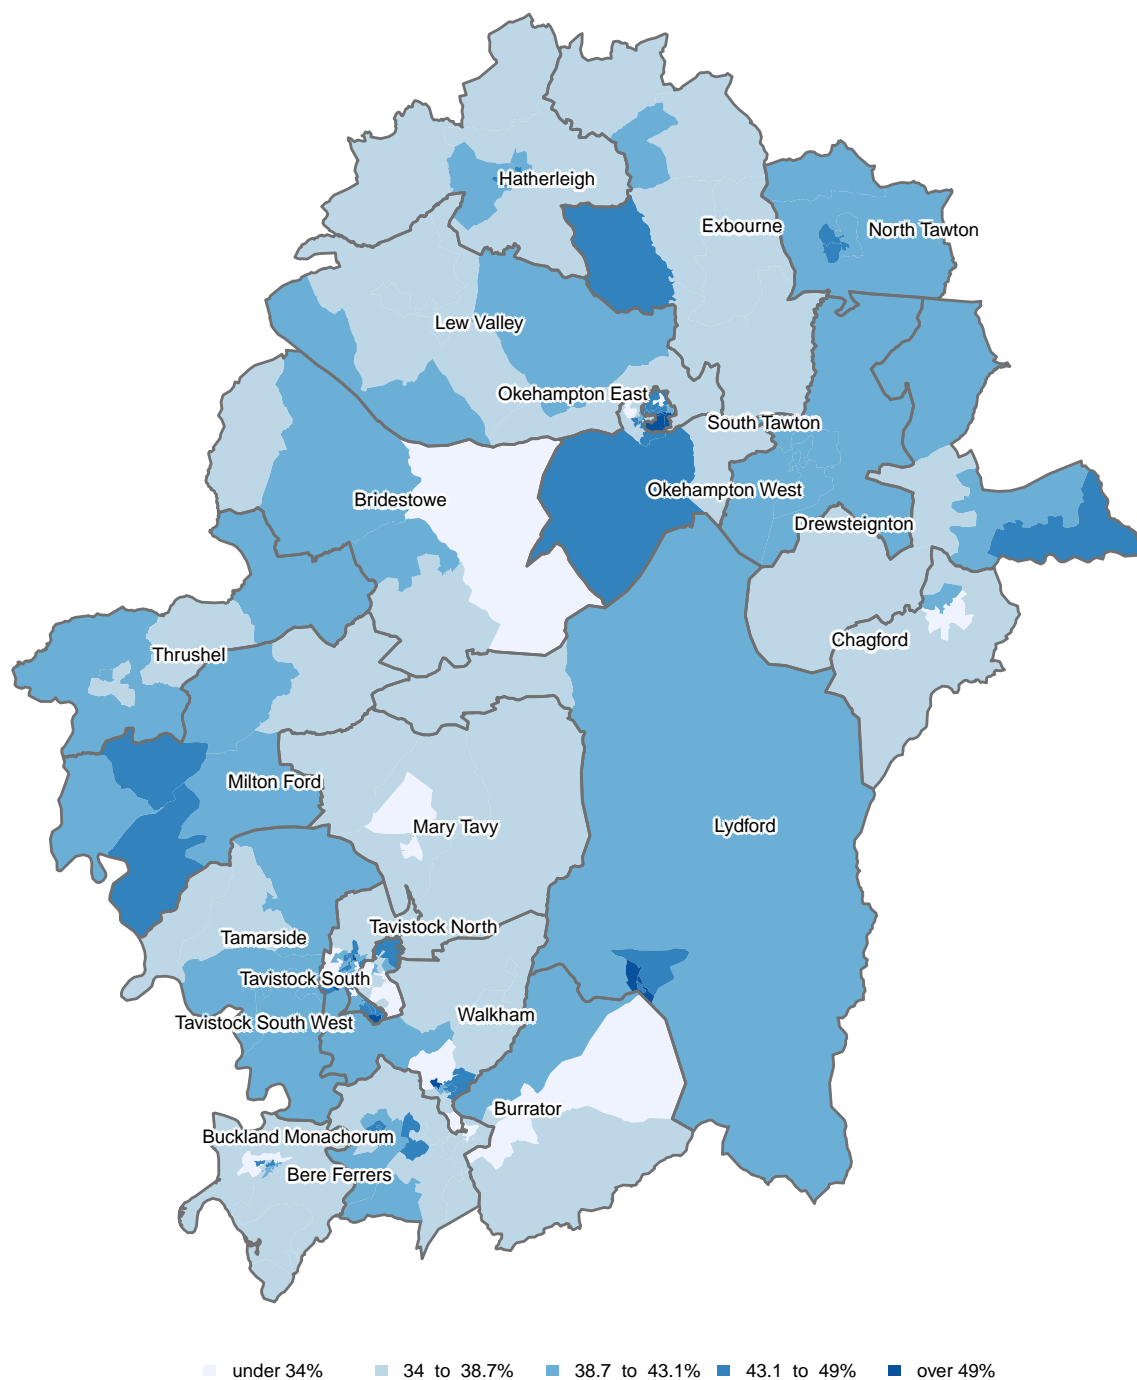 Hatherleigh
Exbourne
North Tawton
Lew Valley
Okehampton East
South Tawton
Okehampton West
Bridestowe
Drewsteignton
Chagford
Thrushel
Milton Ford
Mary Tavy
Lydford
Tavistock North
Tamarside
Tavistock South
Walkham
Tavistock South West
Burrator
Buckland Monachorum
Bere Ferrers
under 34% 34 to 38.7% 38.7 to 43.1% 43.1 to 49% over 49%